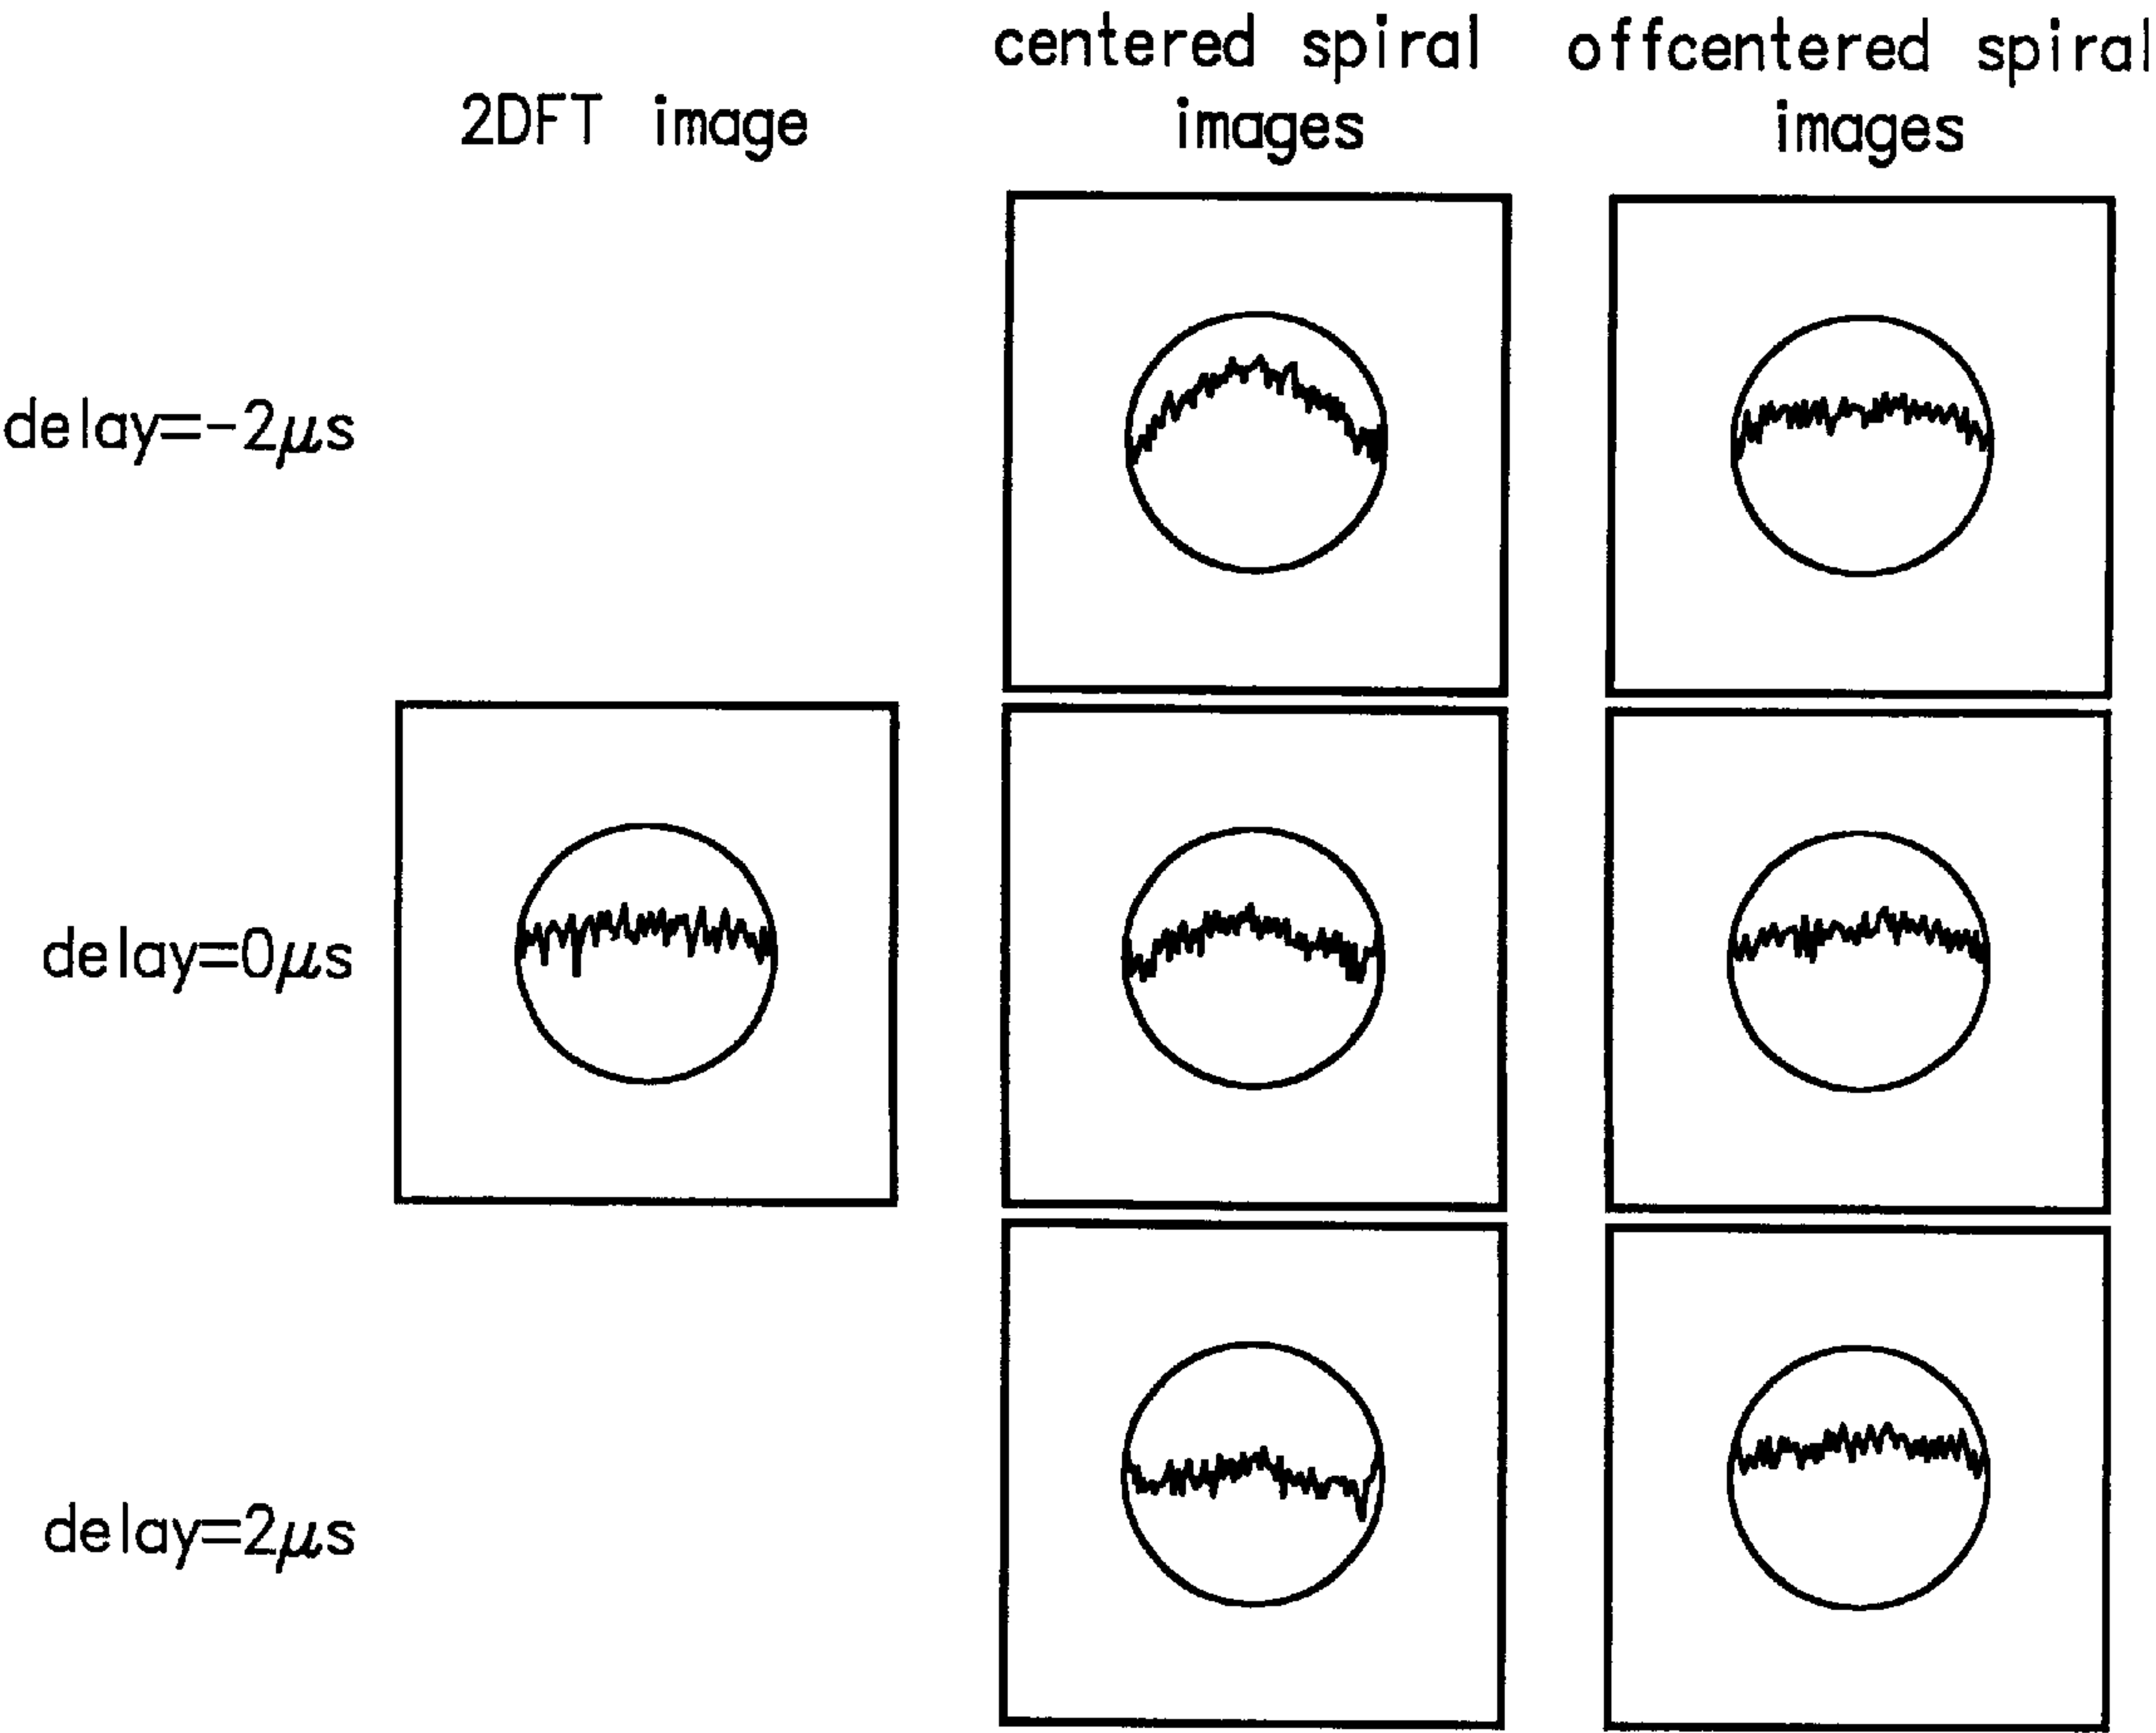 centered spiral
images
offcentered spiral
images
2DFT image
delay=-2μs
delay=0μs
delay=2μs